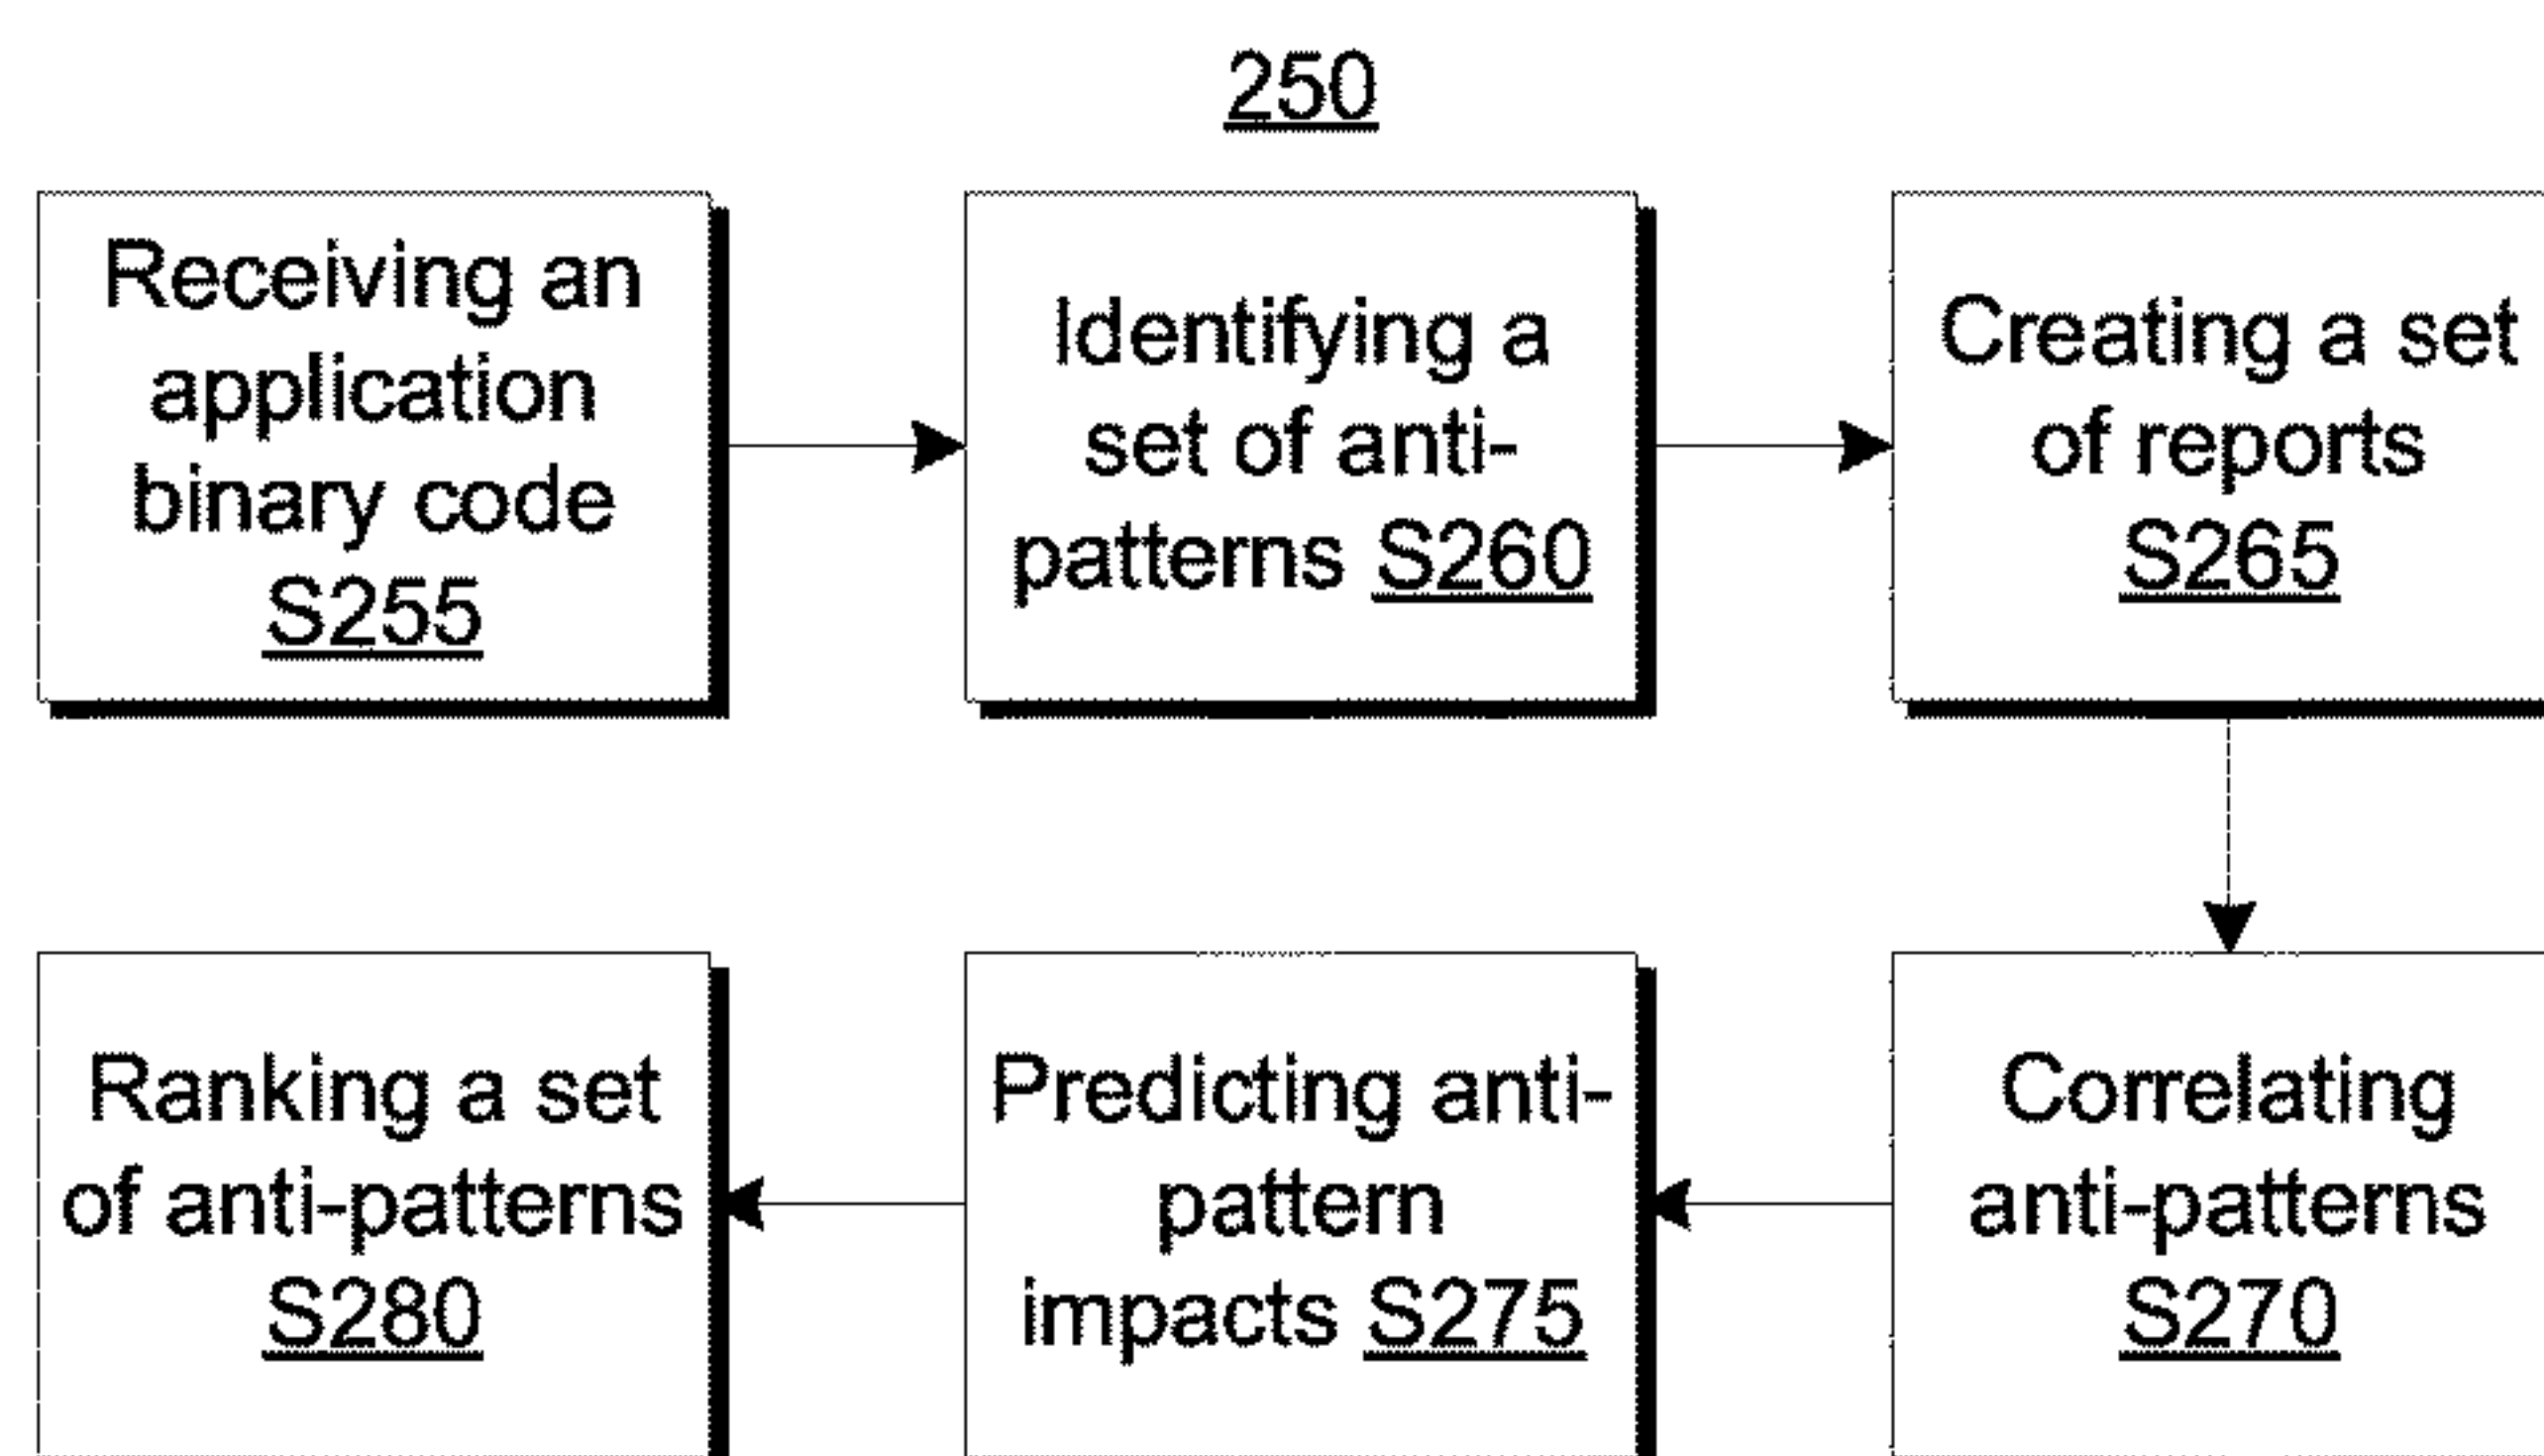 250
Receiving an
application
binary code
S255
Identifying a
set of anti-
patterns S260
Creating a set
of reports
S265
Correlating
anti-patterns
S270
Predicting anti-
pattern
impacts S275
Ranking a set
of anti-patterns
S280